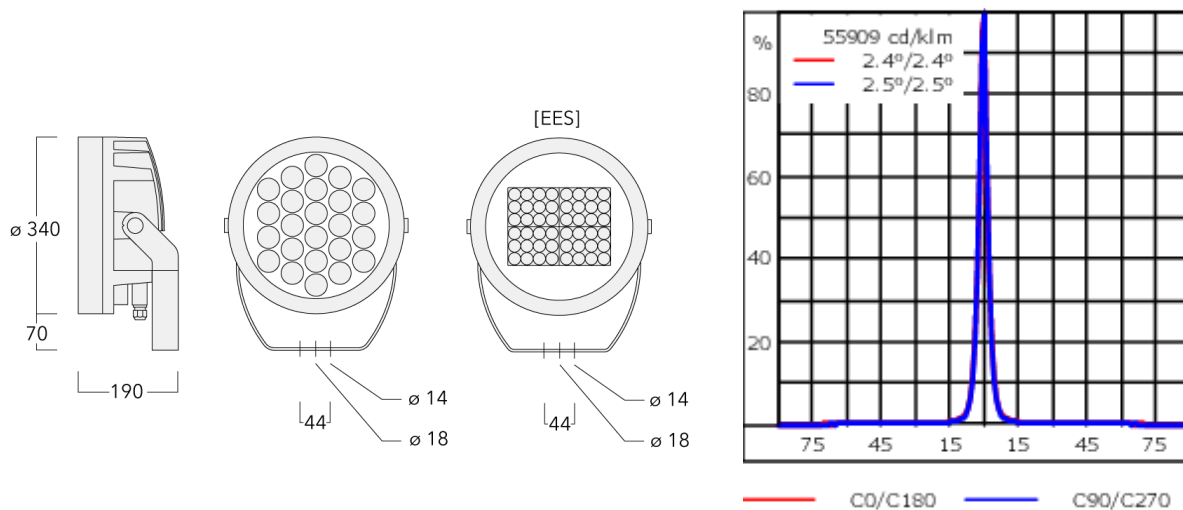 ø 340
70
190
44
ø 14
ø 18
[EES]
44
ø 14
ø 18
%
55909 cd/klm
2.4º/2.4º
2.5º/2.5º
80
60
40
20
75 45 15 15 45 75
C0/C180 C90/C270